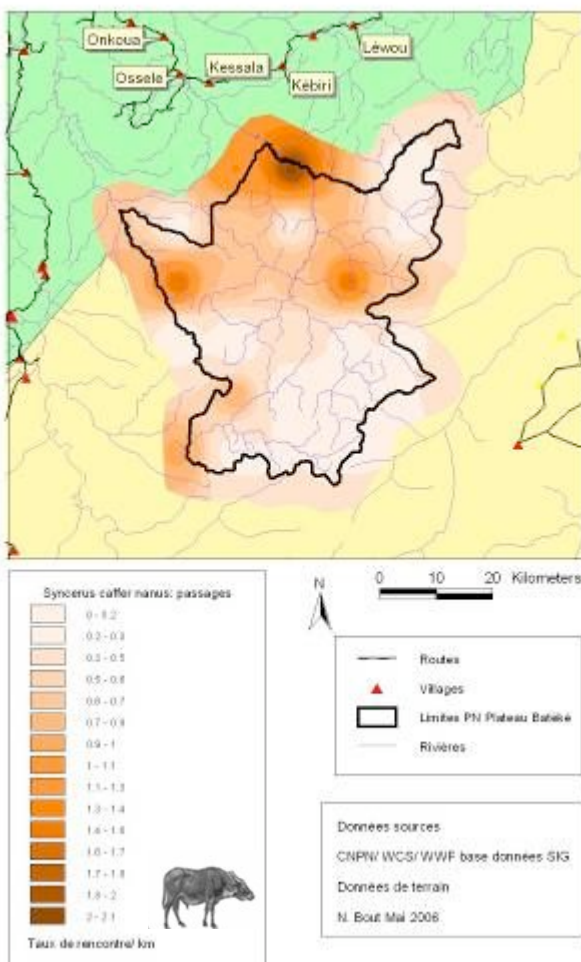 Onkoua
Léwou
Ossele
Kessala
Kébiri
Syncerus caffer nanus: passages
0 - 0.2
0.2 - 0.3
0.3 - 0.5
0.5 - 0.6
0.6 - 0.7
0.7 - 0.9
0.9 - 1
1 - 1.1
1.1 - 1.3
1.3 - 1.4
1.4 - 1.6
1.6 - 1.7
1.7 - 1.8
1.8 - 2
2 - 2.1
Taux de rencontre/ km
N
0 10 20 Kilometers
Routes
Villages
Limites PN Plateau Batéké
Rivières
Données sources
CNPN/ WCS/ WWF base données SIG
Données de terrain
N. Bout Mai 2006